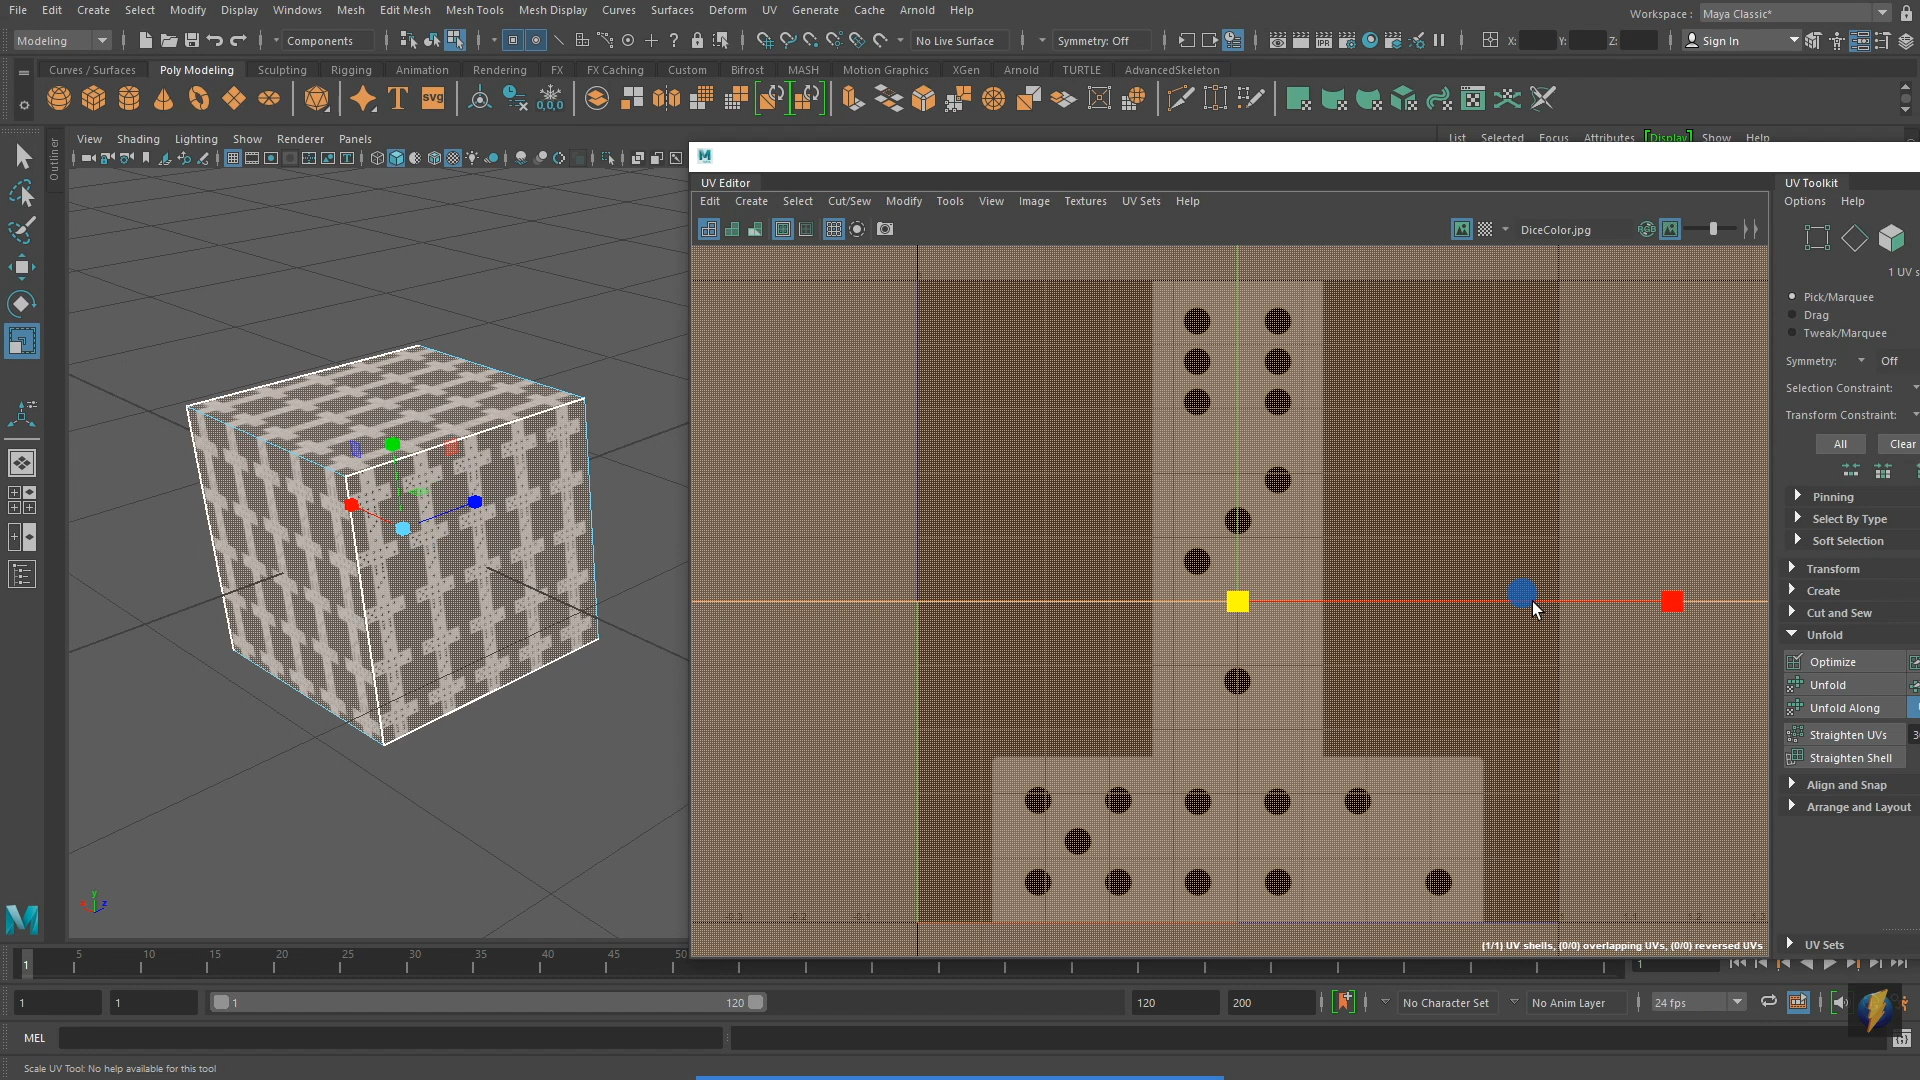 File Edit Create Select Modify Display Windows Mesh Edit Mesh Mesh Tools Mesh Display Curves Surfaces Deform UV Generate Cache Arnold Help
Workspace : Maya Classic*
Modeling Components No Live Surface Symmetry: Off IPR X: Y: Z: Sign In
Curves / Surfaces Poly Modeling Sculpting Rigging Animation Rendering FX FX Caching Custom Bifrost MASH Motion Graphics XGen Arnold TURTLE AdvancedSkeleton
SVG 0,0,0
View Shading Lighting Show Renderer Panels
List Selected Focus Attributes Display Show Help
Outliner
UV Editor
UV Toolkit
Edit Create Select Cut/Sew Modify Tools View Image Textures UV Sets Help
Options Help
DiceColor.jpg
1 UV s
Pick/Marquee
Drag
Tweak/Marquee
Symmetry: Off
Selection Constraint:
Transform Constraint:
All Clear
Pinning
Select By Type
Soft Selection
Transform
Create
Cut and Sew
Unfold
Optimize
Unfold
Unfold Along
Straighten UVs
Straighten Shell
Align and Snap
Arrange and Layout
UV Sets
(1/1) UV shells, (0/0) overlapping UVs, (0/0) reversed UVs
1 5 10 15 20 25 30 35 40 45 50 1
1 1 1 120 120 200 No Character Set No Anim Layer 24 fps
MEL
Scale UV Tool: No help available for this tool